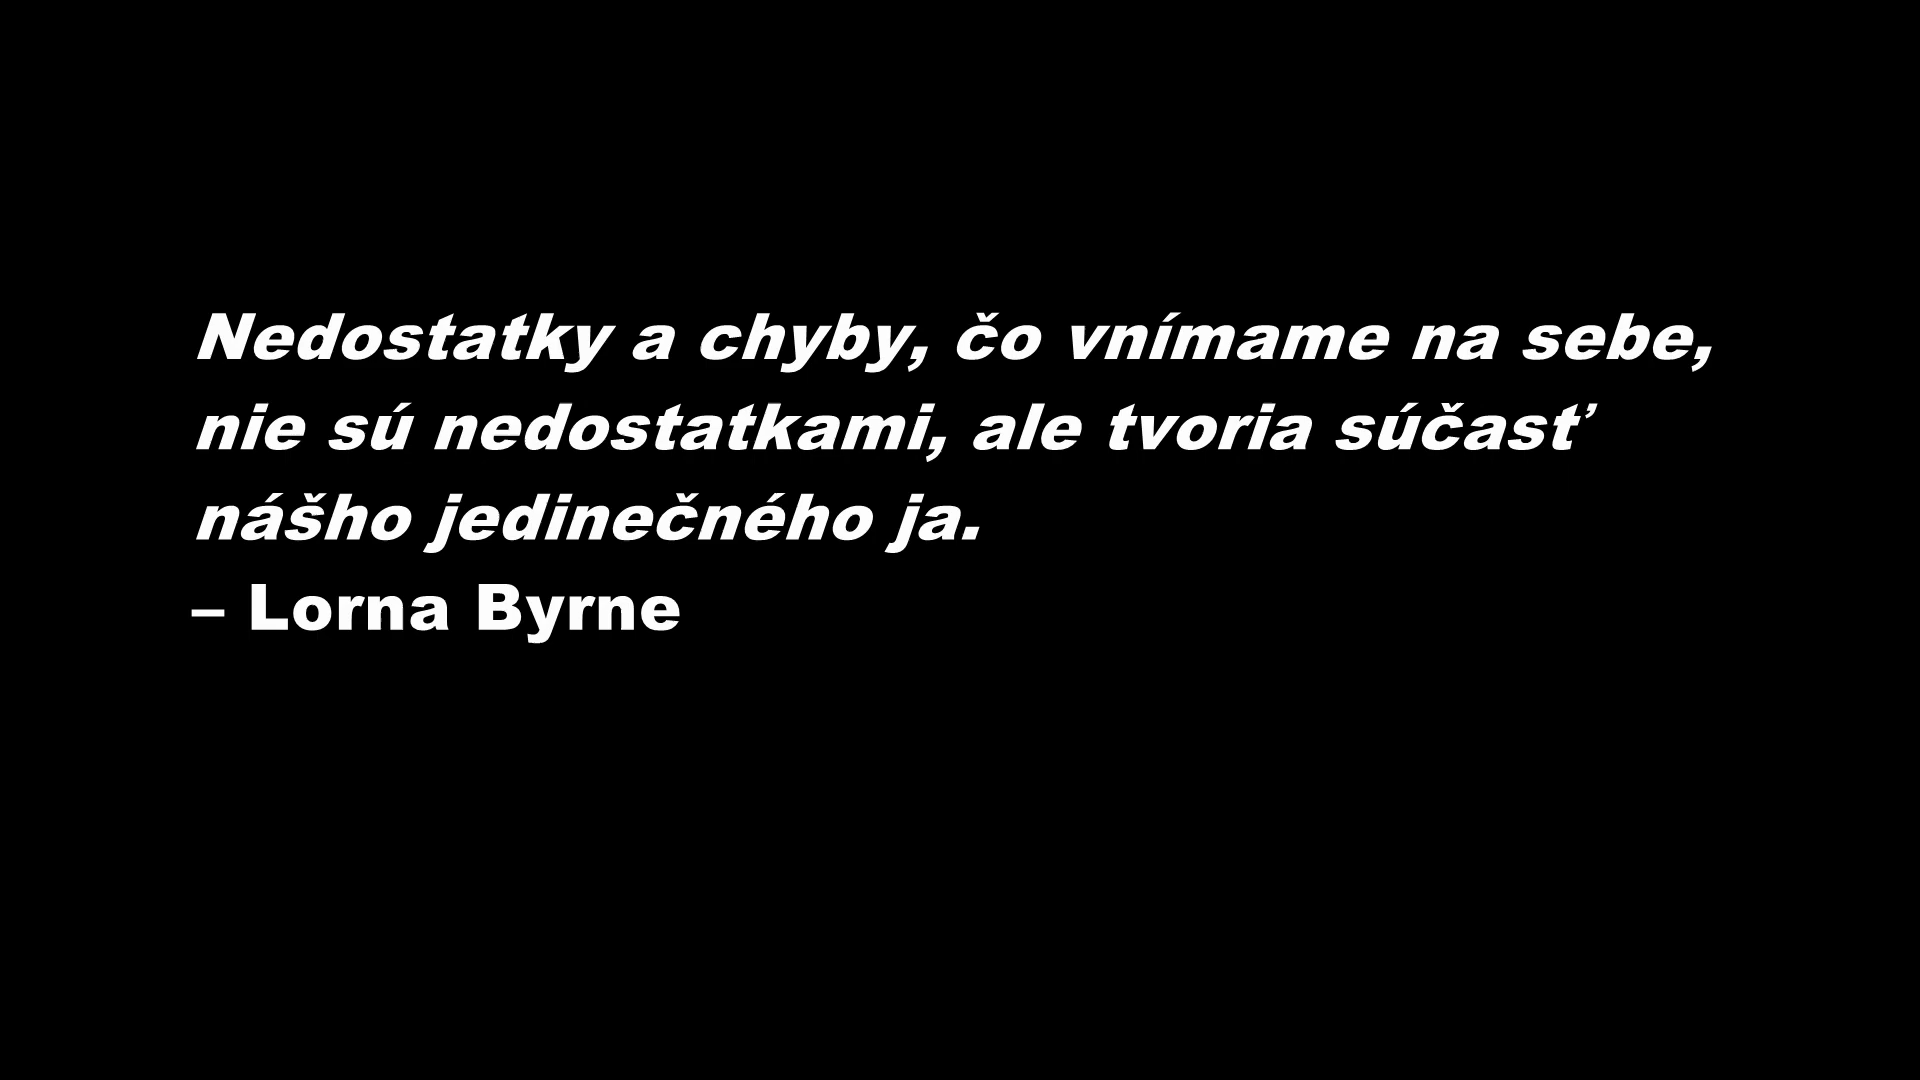 Nedostatky a chyby, čo vnímame na sebe,
nie sú nedostatkami, ale tvoria súčasť
nášho jedinečného ja.
– Lorna Byrne